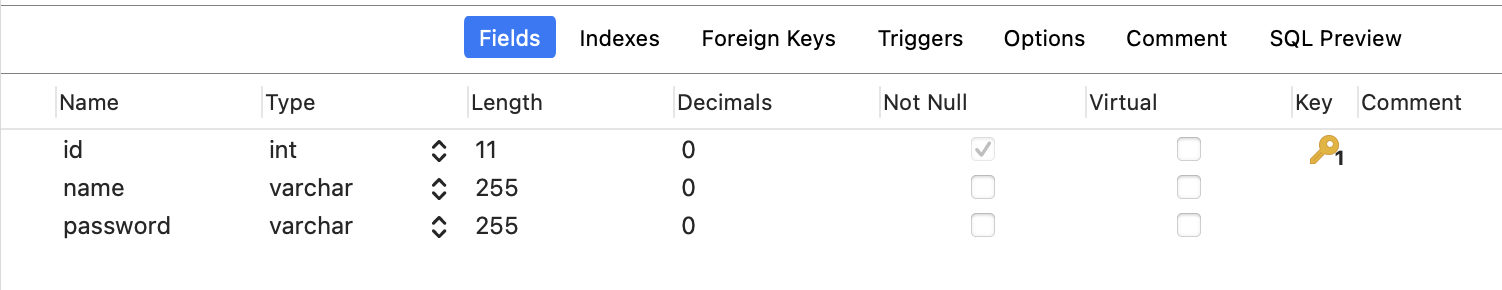 Fields Indexes Foreign Keys Triggers Options Comment SQL Preview
Name Type Length Decimals Not Null Virtual Key Comment
id int 11 0 1
name varchar 255 0
password varchar 255 0